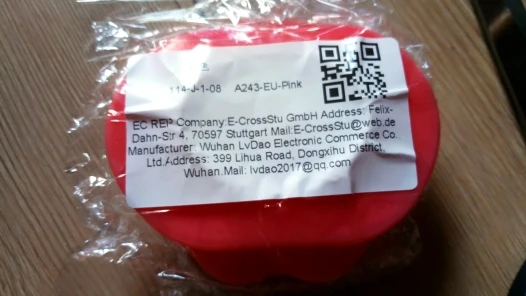 114-J-1-08 A243-EU-Pink
EC REP Company:E-CrossStu GmbH Address: Felix-
Dahn-Str 4, 70597 Stuttgart Mail:E-CrossStu@web.de
Manufacturer: Wuhan LvDao Electronic Commerce Co.
Ltd.Address: 399 Lihua Road, Dongxihu District,
Wuhan.Mail: lvdao2017@qq.com